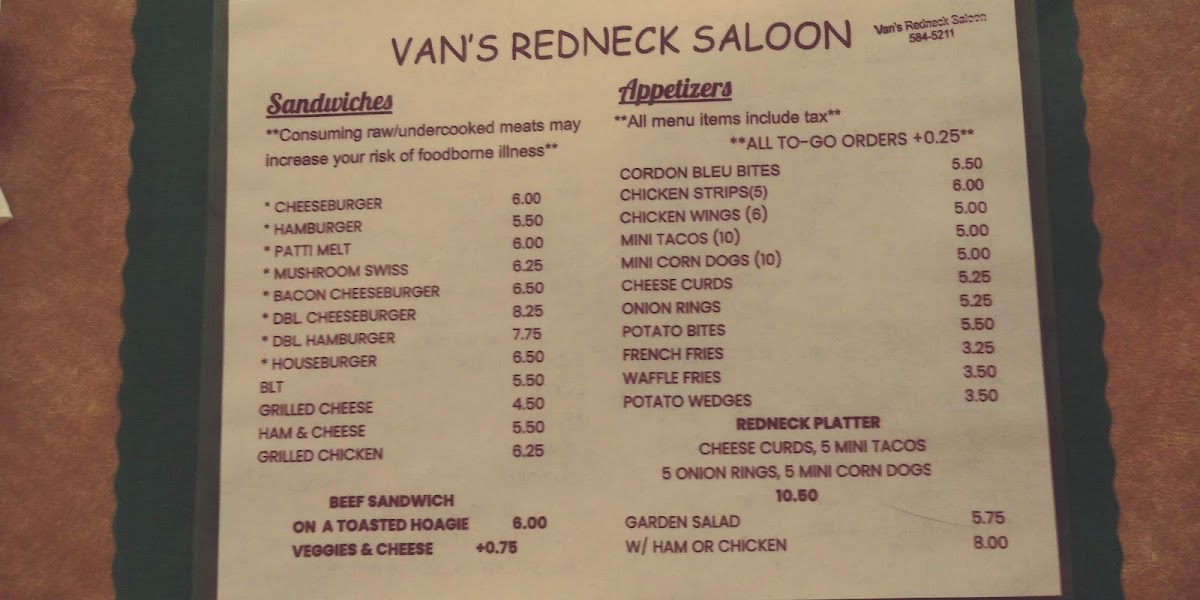 VAN'S REDNECK SALOON
Van's Redneck Saloon
584-5211
Sandwiches
**Consuming raw/undercooked meats may
increase your risk of foodborne illness**
* CHEESEBURGER 6.00
* HAMBURGER 5.50
* PATTI MELT 6.00
* MUSHROOM SWISS 6.25
* BACON CHEESEBURGER 6.50
* DBL CHEESEBURGER 8.25
* DBL HAMBURGER 7.75
* HOUSEBURGER 6.50
BLT 5.50
GRILLED CHEESE 4.50
HAM & CHEESE 5.50
GRILLED CHICKEN 6.25
BEEF SANDWICH
ON A TOASTED HOAGIE 6.00
VEGGIES & CHEESE +0.75
Appetizers
**All menu items include tax**
**ALL TO-GO ORDERS +0.25**
CORDON BLEU BITES 5.50
CHICKEN STRIPS(5) 6.00
CHICKEN WINGS (6) 5.00
MINI TACOS (10) 5.00
MINI CORN DOGS (10) 5.00
CHEESE CURDS 5.25
ONION RINGS 5.25
POTATO BITES 5.50
FRENCH FRIES 3.25
WAFFLE FRIES 3.50
POTATO WEDGES 3.50
REDNECK PLATTER
CHEESE CURDS, 5 MINI TACOS
5 ONION RINGS, 5 MINI CORN DOGS
10.50
GARDEN SALAD 5.75
W/ HAM OR CHICKEN 8.00